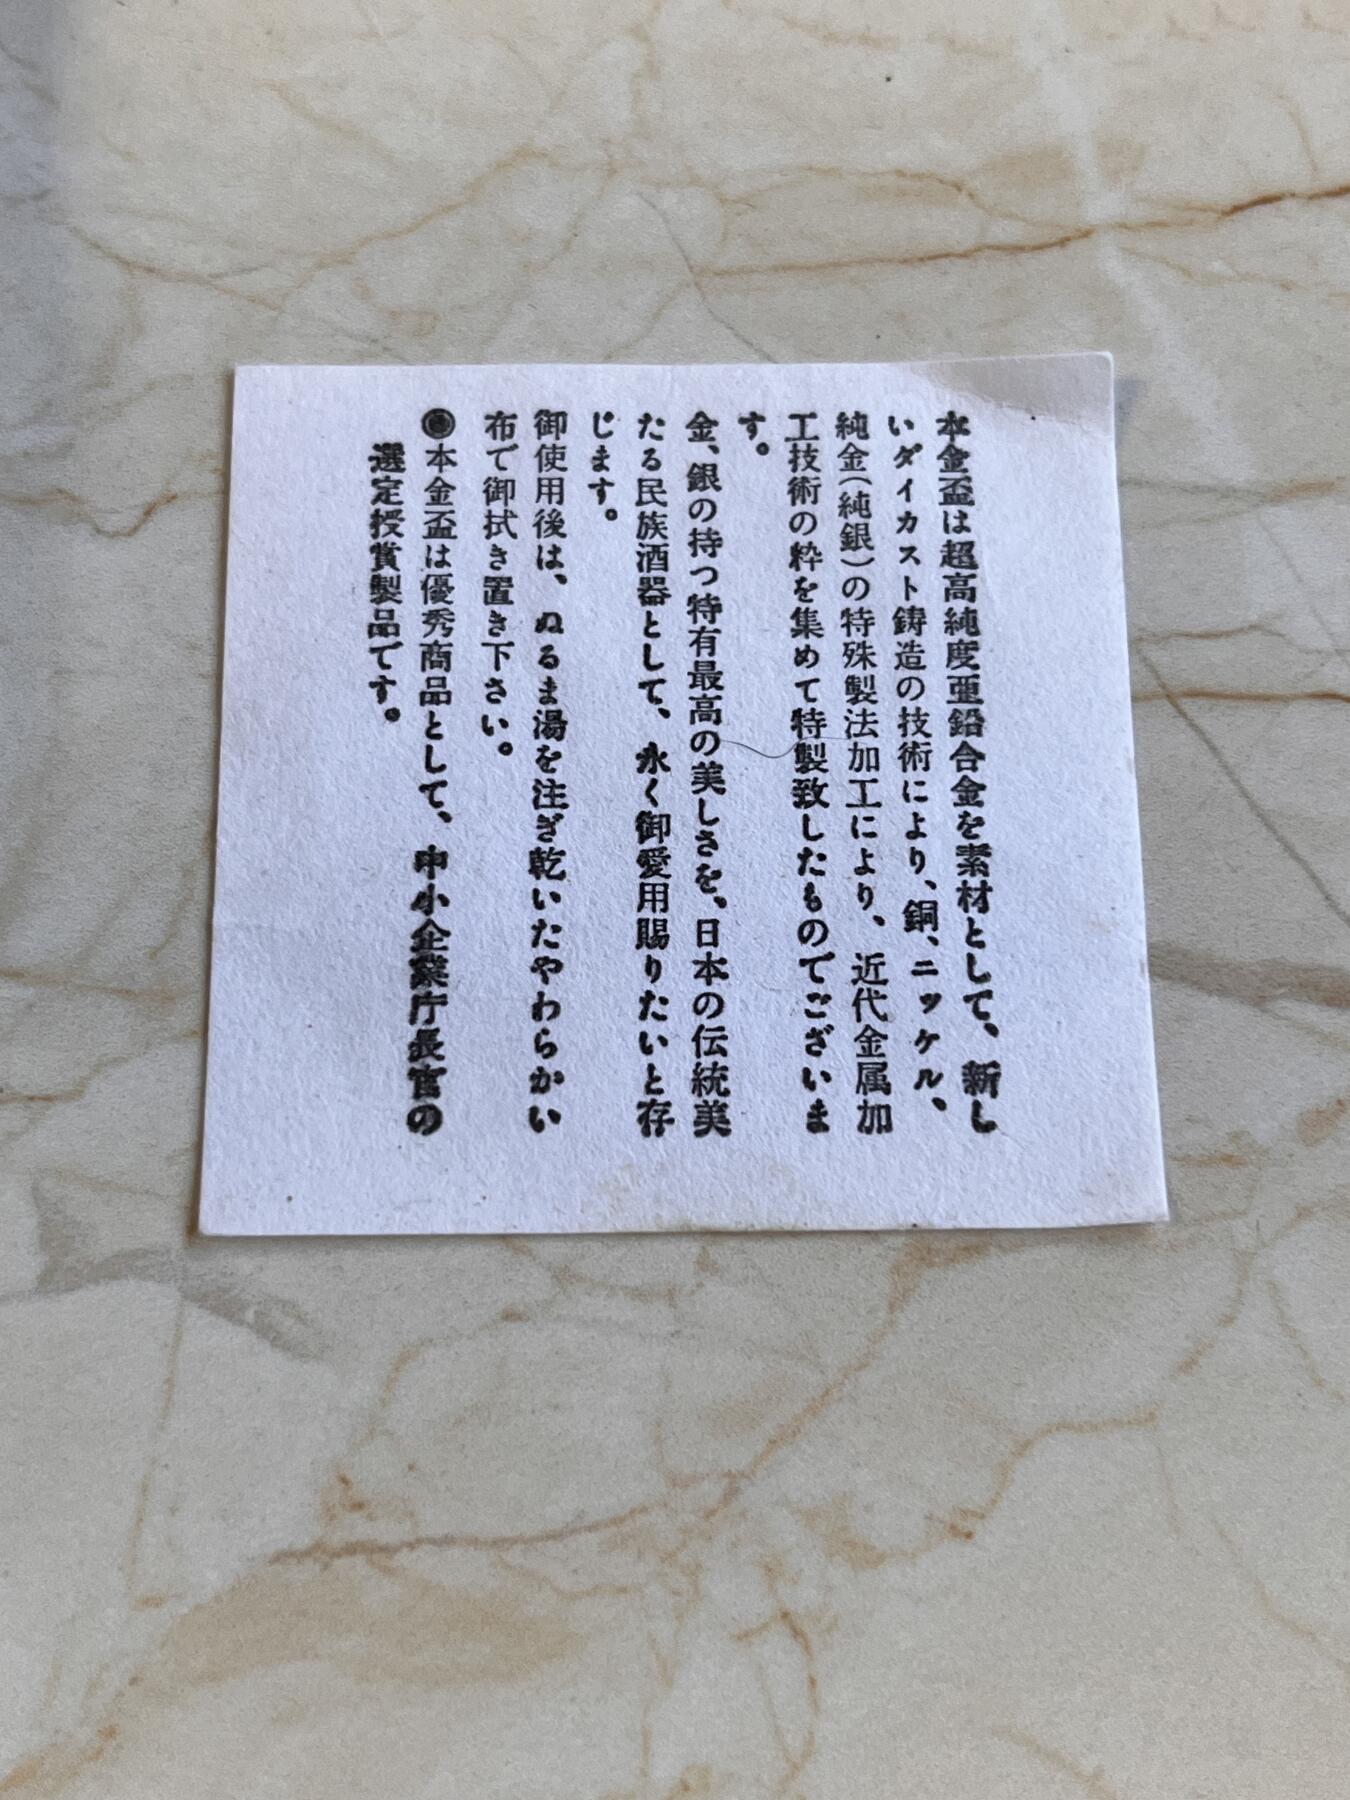 本金盃は超高純度亜鉛合金を素材として、新し
いダイカスト鋳造の技術により、銅、ニッケル、
純金(純銀)の特殊製法加工により、近代金属加
工技術の粋を集めて特製致したものでございま
す。
金、銀の持つ特有最高の美しさを、日本の伝統美
たる民族酒器として、永く御愛用賜りたいと存
じます。
御使用後は、ぬるま湯を注ぎ乾いたやわらかい
布で御拭き置き下さい。
◉本金盃は優秀商品として、中小企業庁長官の
選定授賞製品です。